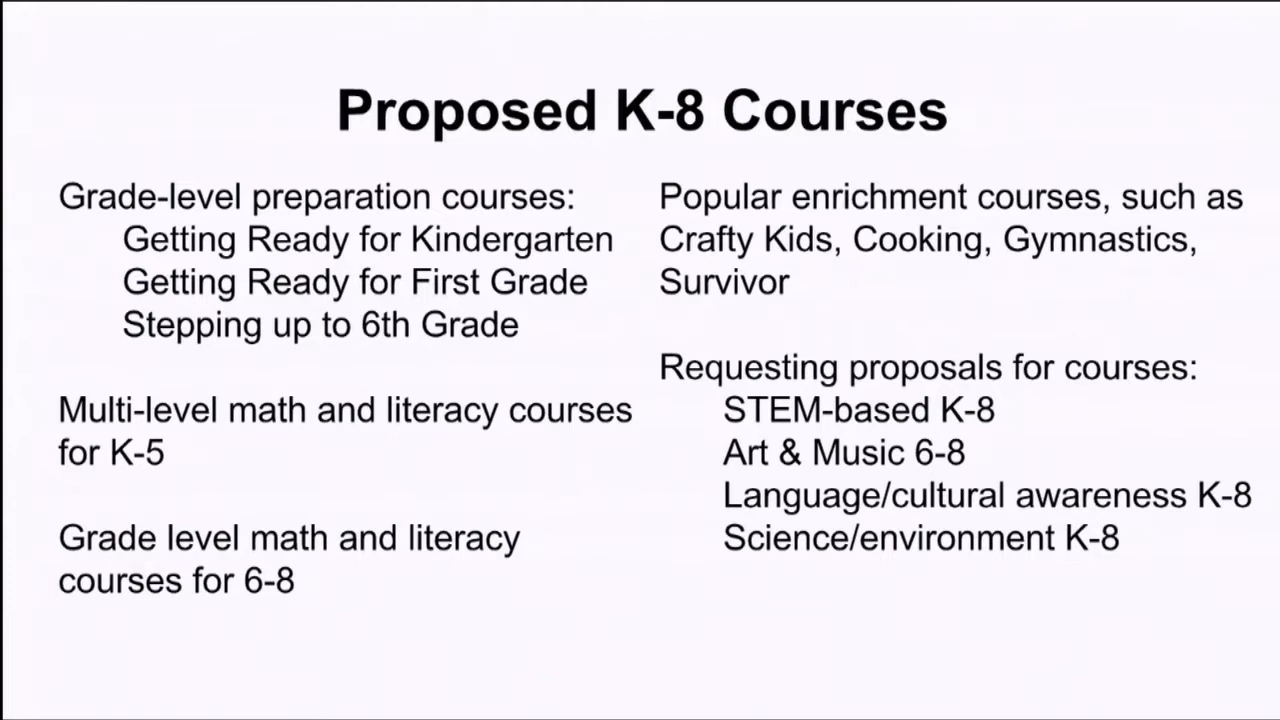 Proposed K-8 Courses
Grade-level preparation courses:
Getting Ready for Kindergarten
Getting Ready for First Grade
Stepping up to 6th Grade
Multi-level math and literacy courses
for K-5
Grade level math and literacy
courses for 6-8
Popular enrichment courses, such as
Crafty Kids, Cooking, Gymnastics,
Survivor
Requesting proposals for courses:
STEM-based K-8
Art & Music 6-8
Language/cultural awareness K-8
Science/environment K-8